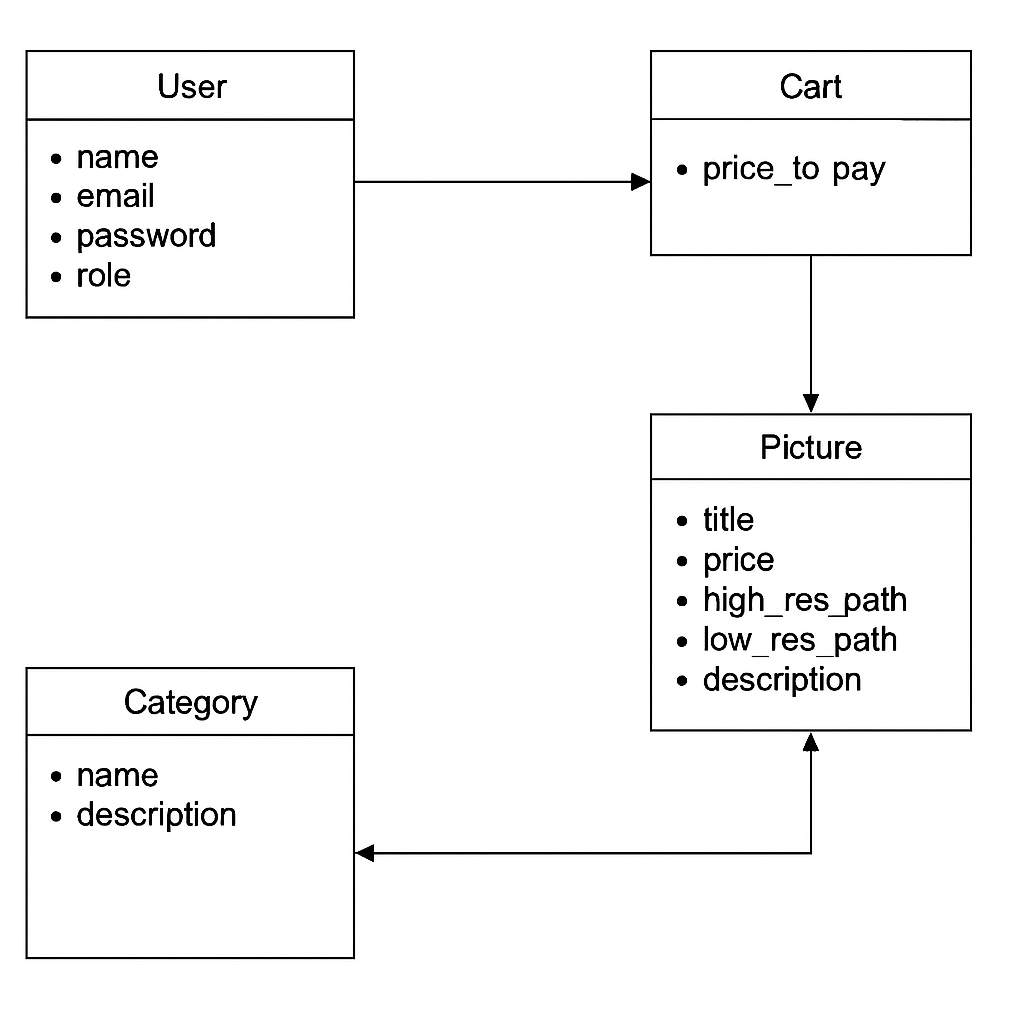 User
• name
• email
• password
• role
Cart
• price_to pay
Picture
• title
• price
• high_res_path
• low_res_path
• description
Category
• name
• description